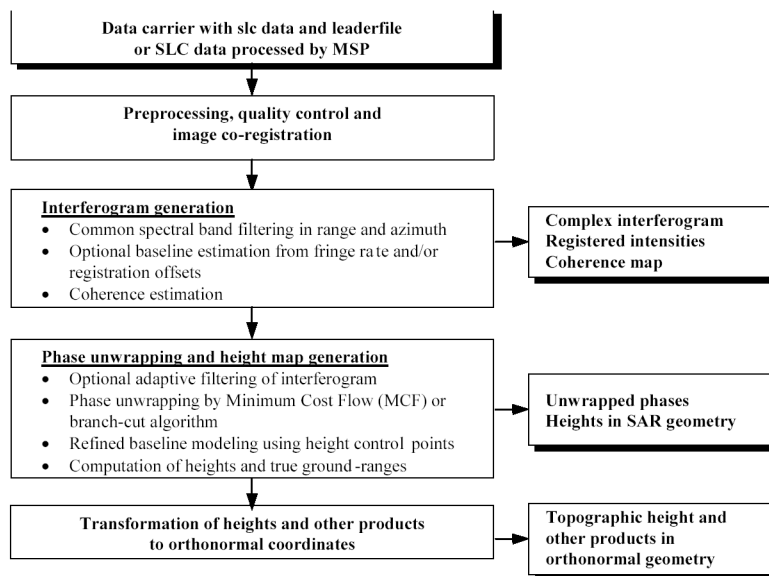 Data carrier with slc data and leaderfile
or SLC data processed by MSP
Preprocessing, quality control and
image co-registration
Interferogram generation
• Common spectral band filtering in range and azimuth
• Optional baseline estimation from fringe rate and/or
registration offsets
• Coherence estimation
Complex interferogram
Registered intensities
Coherence map
Phase unwrapping and height map generation
• Optional adaptive filtering of interferogram
• Phase unwrapping by Minimum Cost Flow (MCF) or
branch-cut algorithm
• Refined baseline modeling using height control points
• Computation of heights and true ground-ranges
Unwrapped phases
Heights in SAR geometry
Transformation of heights and other products
to orthonormal coordinates
Topographic height and
other products in
orthonormal geometry